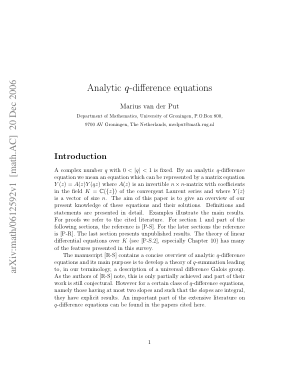 arXiv:math/0612592v1 [math.AC] 20 Dec 2006
Analytic q-difference equations
Marius van der Put
Department of Mathematics, University of Groningen, P.O.Box 800,
9700 AV Groningen, The Netherlands, mvdput@math.rug.nl
Introduction
A complex number q with 0 < |q| < 1 is fixed. By an analytic q-difference
equation we mean an equation which can be represented by a matrix equation
Y(z) = A(z)Y(qz) where A(z) is an invertible n × n-matrix with coefficients
in the field K = C({z}) of the convergent Laurent series and where Y(z)
is a vector of size n. The aim of this paper is to give an overview of our
present knowledge of these equations and their solutions. Definitions and
statements are presented in detail. Examples illustrate the main results.
For proofs we refer to the cited literature. For section 1 and part of the
following sections, the reference is [P-S]. For the later sections the reference
is [P-R]. The last section presents unpublished results. The theory of linear
differential equations over K (see [P-S,2], especially Chapter 10) has many
of the features presented in this survey.
The manuscript [R-S] contains a concise overview of analytic q-difference
equations and its main purpose is to develop a theory of q-summation leading
to, in our terminology, a description of a universal difference Galois group.
As the authors of [R-S] note, this is only partially achieved and part of their
work is still conjectural. However for a certain class of q-difference equations,
namely those having at most two slopes and such that the slopes are integral,
they have explicit results. An important part of the extensive literature on
q-difference equations can be found in the papers cited here.
1